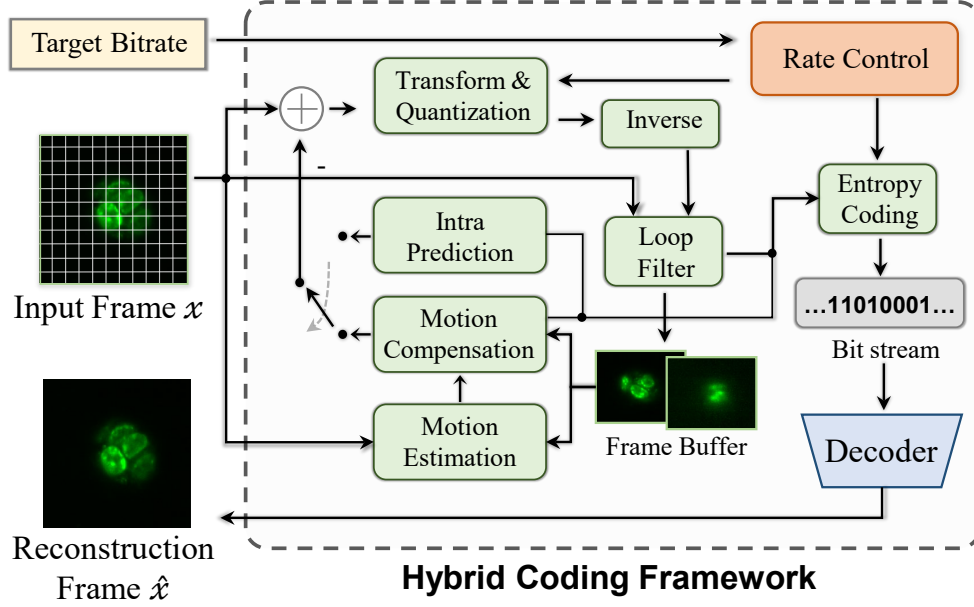 Target Bitrate
Rate Control
Transform &
Quantization
Inverse
-
Entropy
Coding
Intra
Prediction
Loop
Filter
Input Frame x
...11010001...
Motion
Compensation
Bit stream
Motion
Estimation
Frame Buffer
Decoder
Reconstruction
Frame x̂
Hybrid Coding Framework